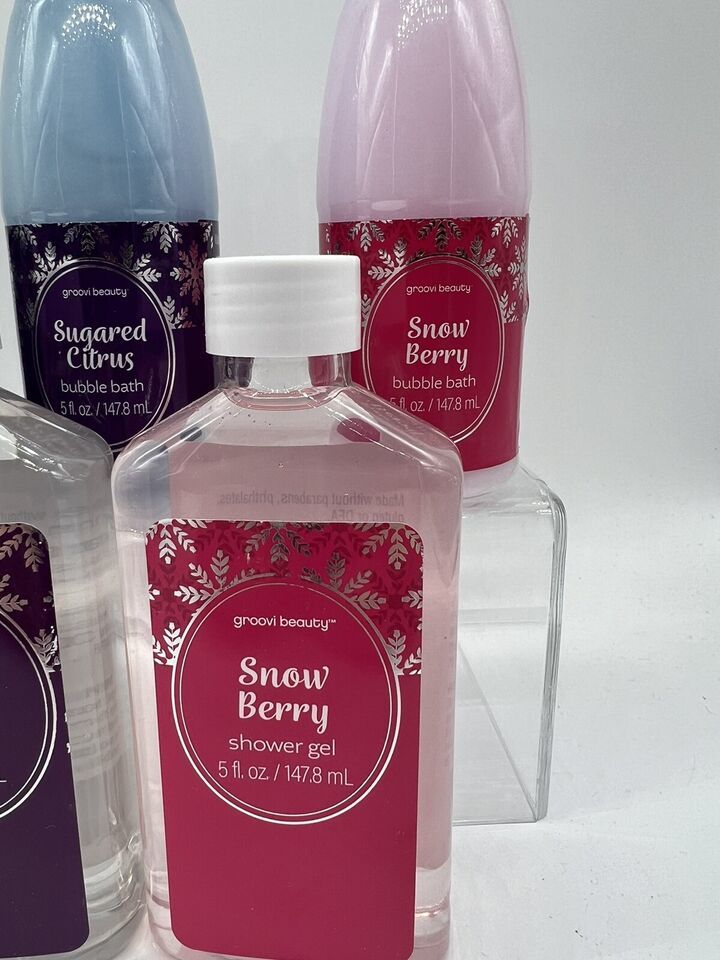 groovi beauty™
Sugared
Citrus
bubble bath
5 fl. oz. / 147.8 mL
groovi beauty™
Snow
Berry
bubble bath
5 fl. oz. / 147.8 mL
Made without parabens, phthalates,
gluten or DEA
groovi beauty™
Snow
Berry
shower gel
5 fl. oz. / 147.8 mL